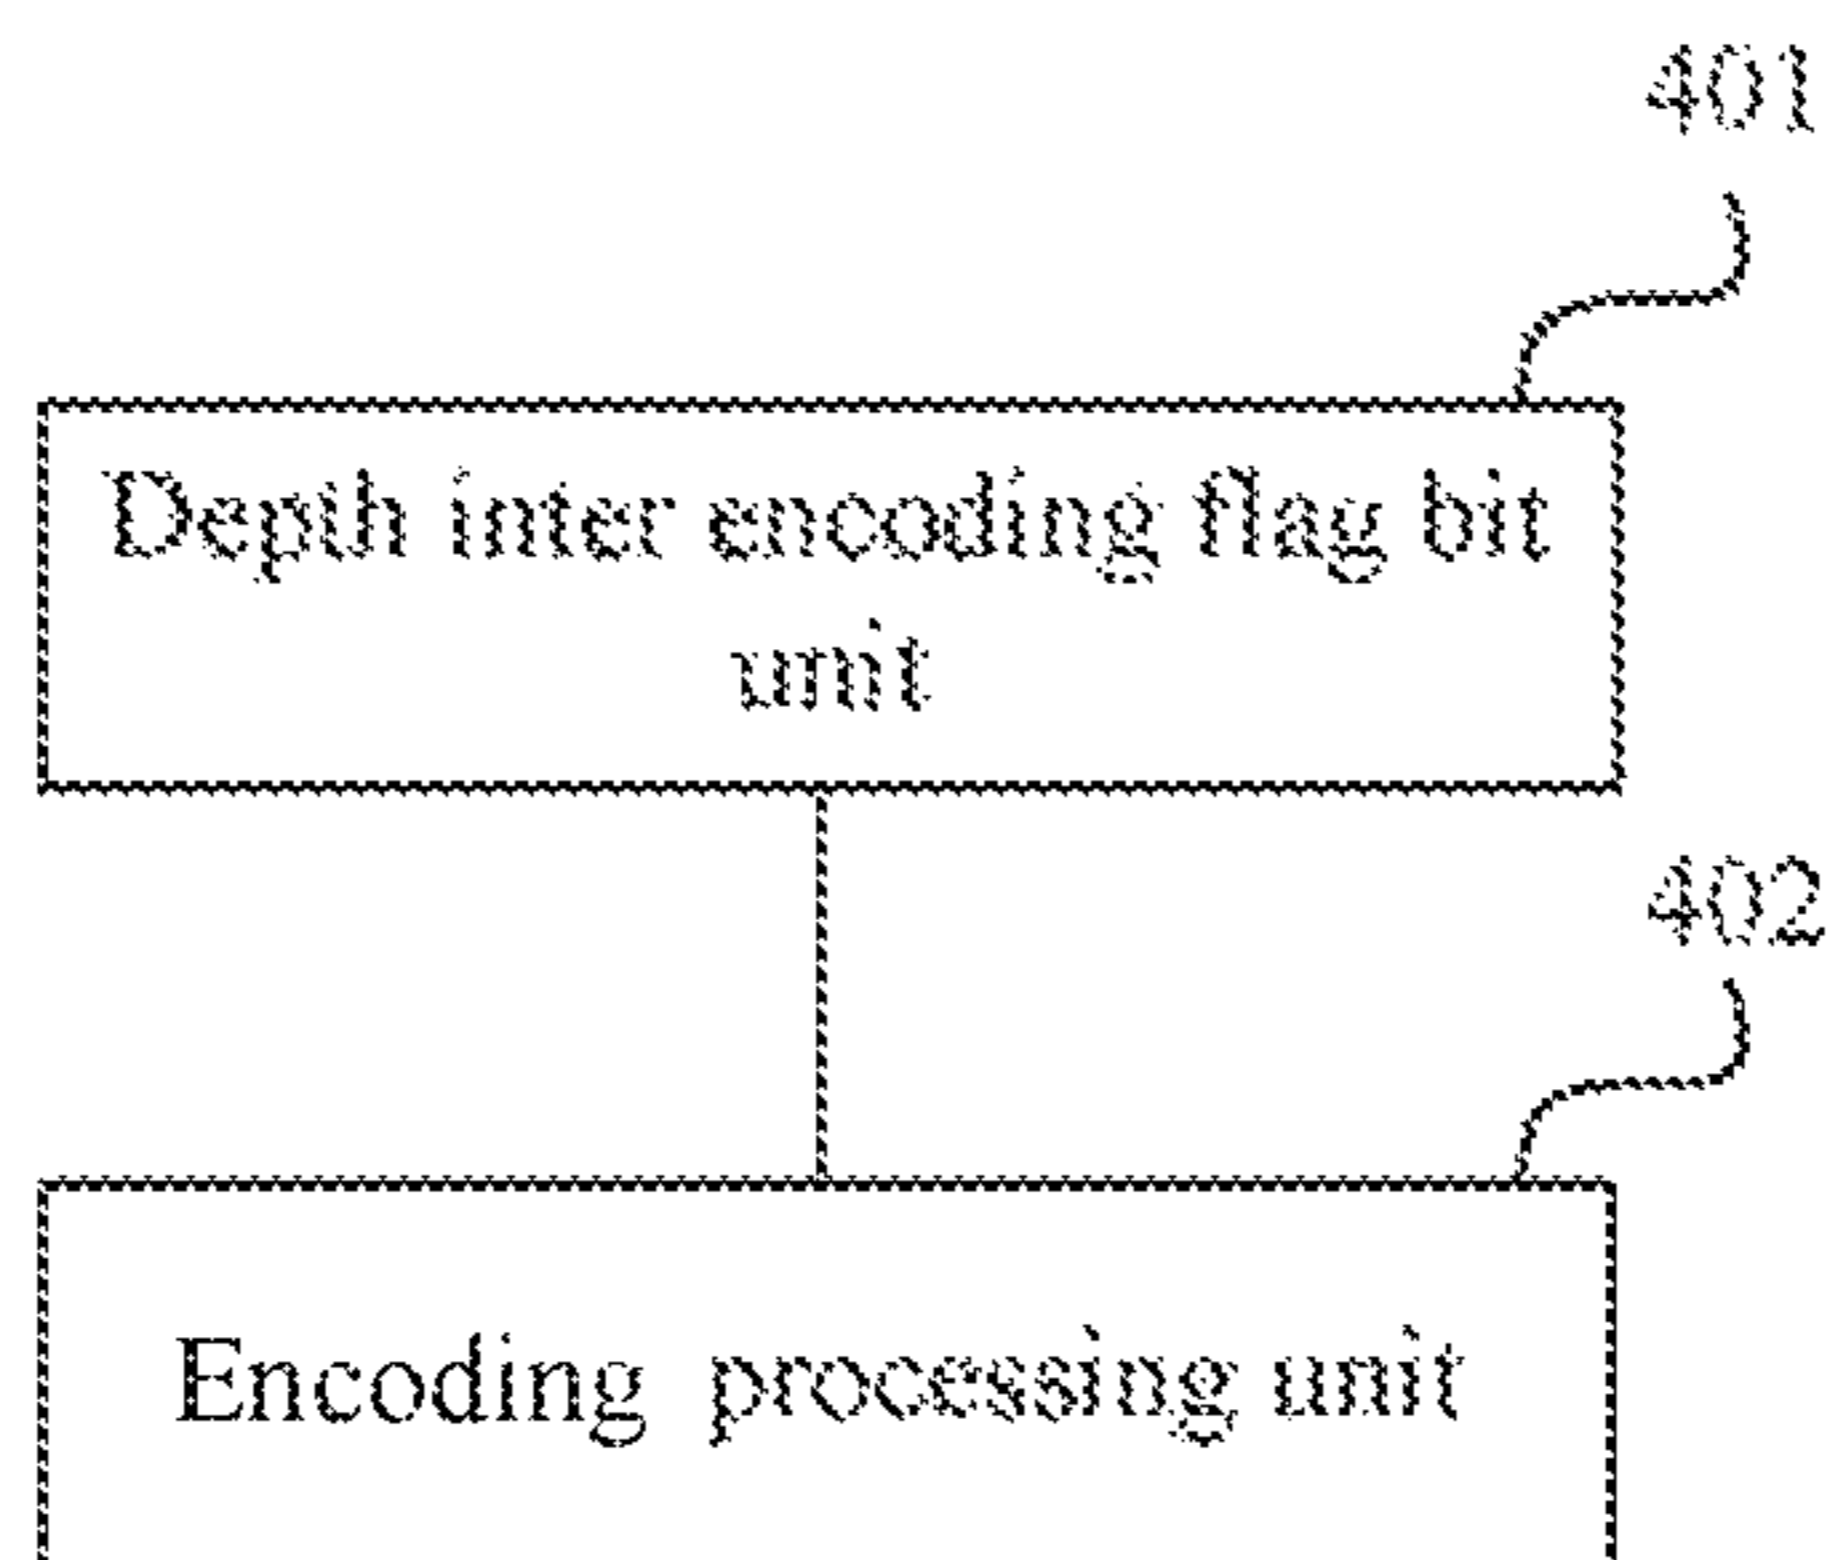 401
Depth inter encoding flag bit
unit
402
Encoding processing unit